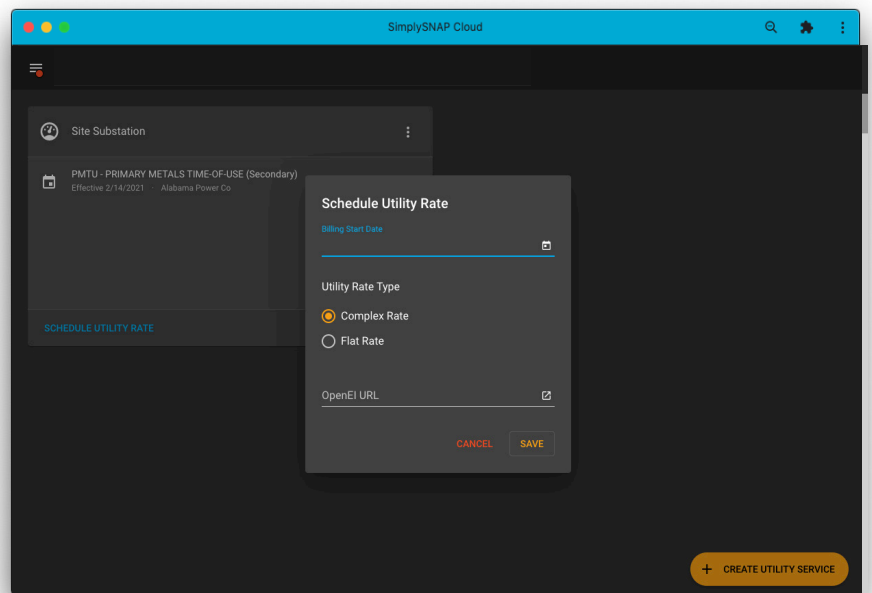 SimplySNAP Cloud
Site Substation
PMTU - PRIMARY METALS TIME-OF-USE (Secondary)
Effective 2/14/2021 · Alabama Power Co
SCHEDULE UTILITY RATE
Schedule Utility Rate
Billing Start Date
Utility Rate Type
Complex Rate
Flat Rate
OpenEI URL
CANCEL SAVE
+ CREATE UTILITY SERVICE